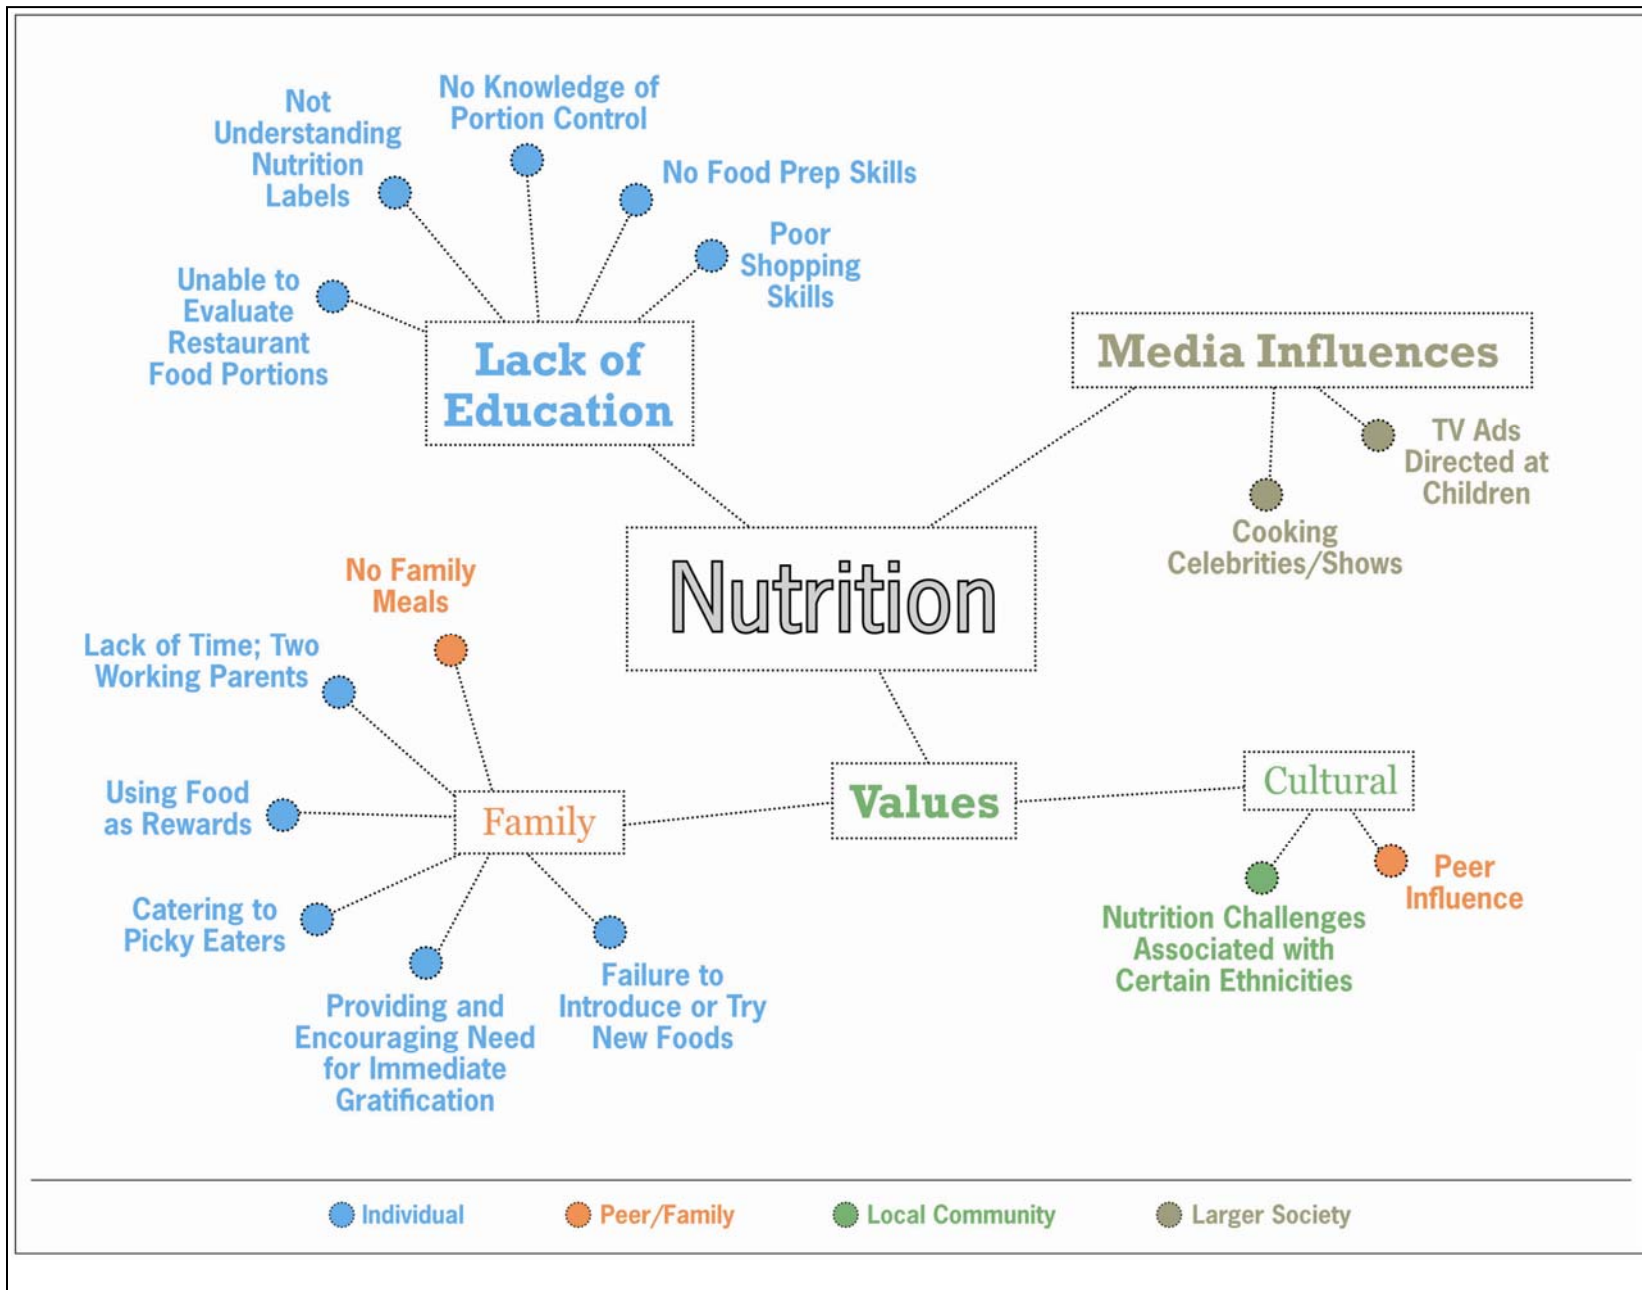 No Knowledge of
Portion Control
Not
Understanding
Nutrition
Labels
No Food Prep Skills
Poor
Shopping
Skills
Unable to
Evaluate
Restaurant
Food Portions
Lack of
Education
Media Influences
TV Ads
Directed at
Children
Cooking
Celebrities/Shows
Nutrition
No Family
Meals
Lack of Time; Two
Working Parents
Using Food
as Rewards
Family
Values
Cultural
Catering to
Picky Eaters
Providing and
Encouraging Need
for Immediate
Gratification
Failure to
Introduce or Try
New Foods
Nutrition Challenges
Associated with
Certain Ethnicities
Peer
Influence
Individual
Peer/Family
Local Community
Larger Society